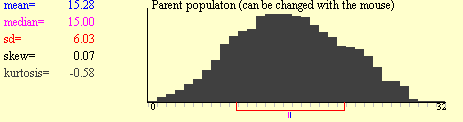 mean= 15.28
median= 15.00
sd= 6.03
skew= 0.07
kurtosis= -0.58
Parent populaton (can be changed with the mouse)
0 32